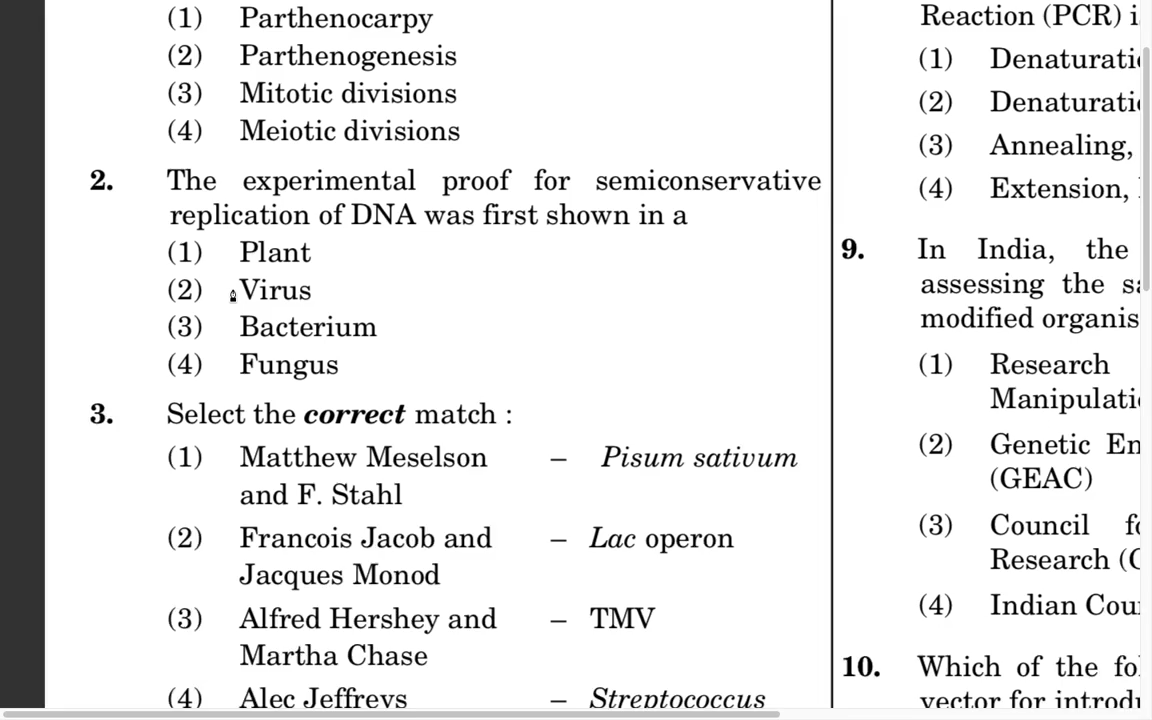 (1) Parthenocarpy
(2) Parthenogenesis
(3) Mitotic divisions
(4) Meiotic divisions
2. The experimental proof for semiconservative
replication of DNA was first shown in a
(1) Plant
(2) Virus
(3) Bacterium
(4) Fungus
3. Select the correct match :
(1) Matthew Meselson – Pisum sativum
and F. Stahl
(2) Francois Jacob and – Lac operon
Jacques Monod
(3) Alfred Hershey and – TMV
Martha Chase
(4) Alec Jeffreys – Streptococcus
Reaction (PCR)
(1)
(2)
(3) Annealing,
(4) Extension,
9. In India, the
assessing the
modified
(1) Research
(2) Genetic
(GEAC)
(3) Council
Research
(4) Indian
10. Which of the
vector for